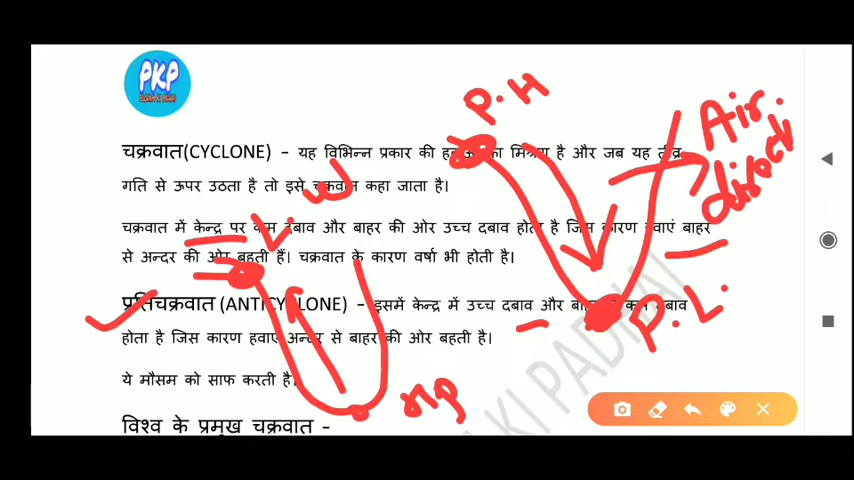 PKP
P.H
Air.
चक्रवात(CYCLONE) - यह विभिन्न प्रकार की हवाओं का मिश्रण है और जब यह तीव्र
गति से ऊपर उठता है तो इसे चक्रवात कहा जाता है।
L.W
चक्रवात में केन्द्र पर कम दबाव और बाहर की ओर उच्च दबाव होता है जिस कारण हवाएं बाहर
से अन्दर की ओर बहती हैं। चक्रवात के कारण वर्षा भी होती है।
प्रतिचक्रवात (ANTICYCLONE) - इसमें केन्द्र में उच्च दबाव और बाहर कम दबाव
P.L.
होता है जिस कारण हवाएं अन्दर से बाहर की ओर बहती है।
ये मौसम को साफ करती है।
KI PADHAI
विश्व के प्रमुख चक्रवात -